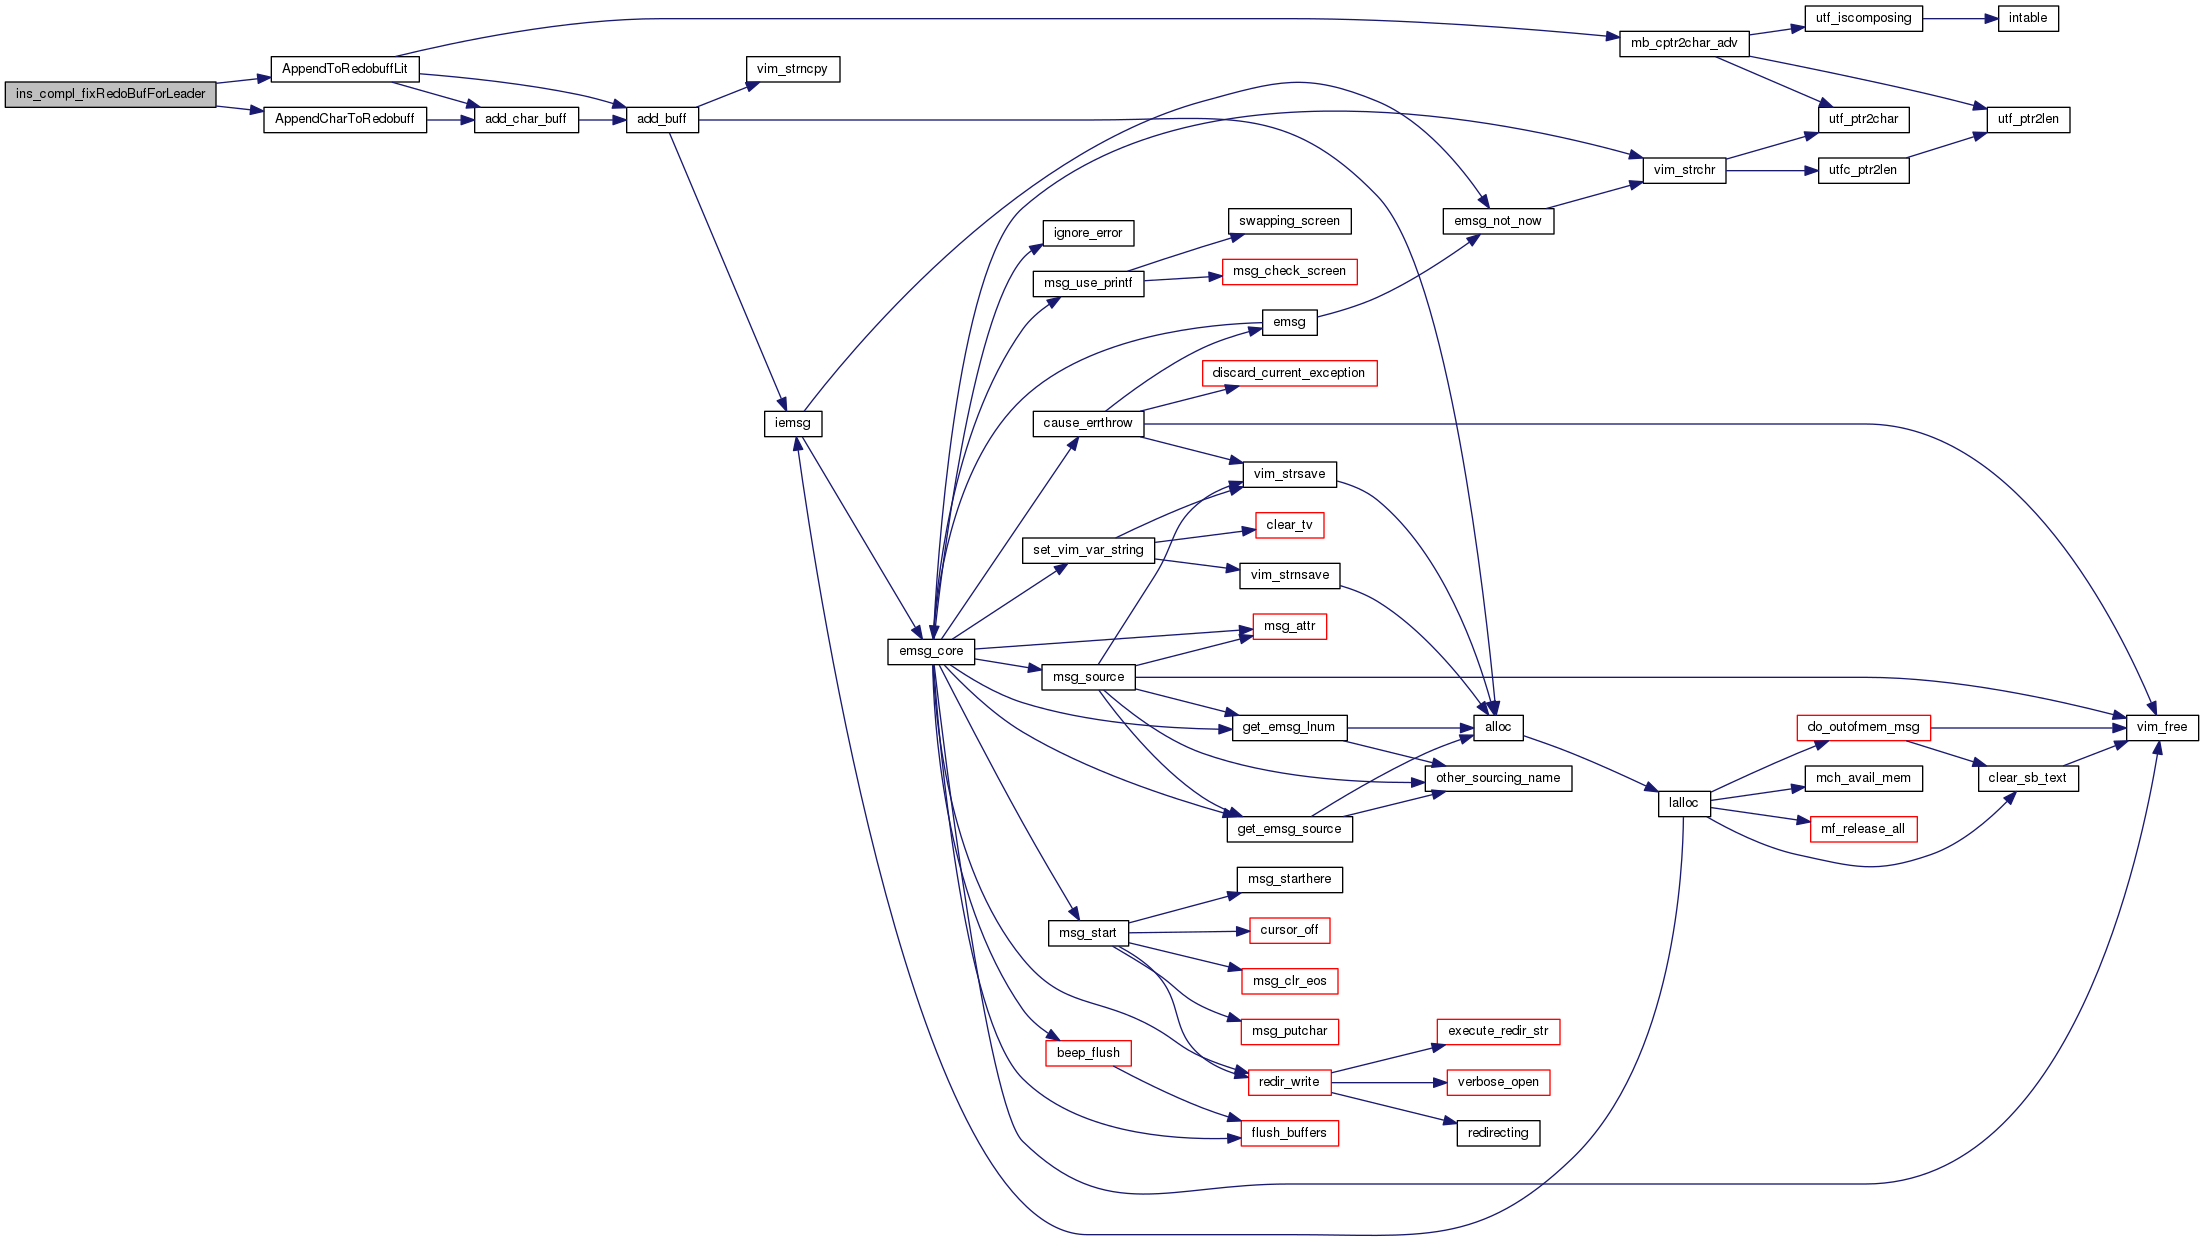 ins_compl_fixRedoBufForLeader
AppendToRedobuffLit
AppendCharToRedobuff
add_char_buff
add_buff
vim_strncpy
iemsg
emsg_core
ignore_error
msg_use_printf
swapping_screen
msg_check_screen
emsg
cause_errthrow
discard_current_exception
vim_strsave
set_vim_var_string
clear_tv
vim_strnsave
msg_attr
msg_source
get_emsg_lnum
get_emsg_source
other_sourcing_name
alloc
msg_start
msg_starthere
cursor_off
msg_clr_eos
msg_putchar
beep_flush
redir_write
flush_buffers
execute_redir_str
verbose_open
redirecting
emsg_not_now
mb_cptr2char_adv
utf_iscomposing
intable
utf_ptr2char
utf_ptr2len
vim_strchr
utfc_ptr2len
lalloc
do_outofmem_msg
mch_avail_mem
mf_release_all
clear_sb_text
vim_free